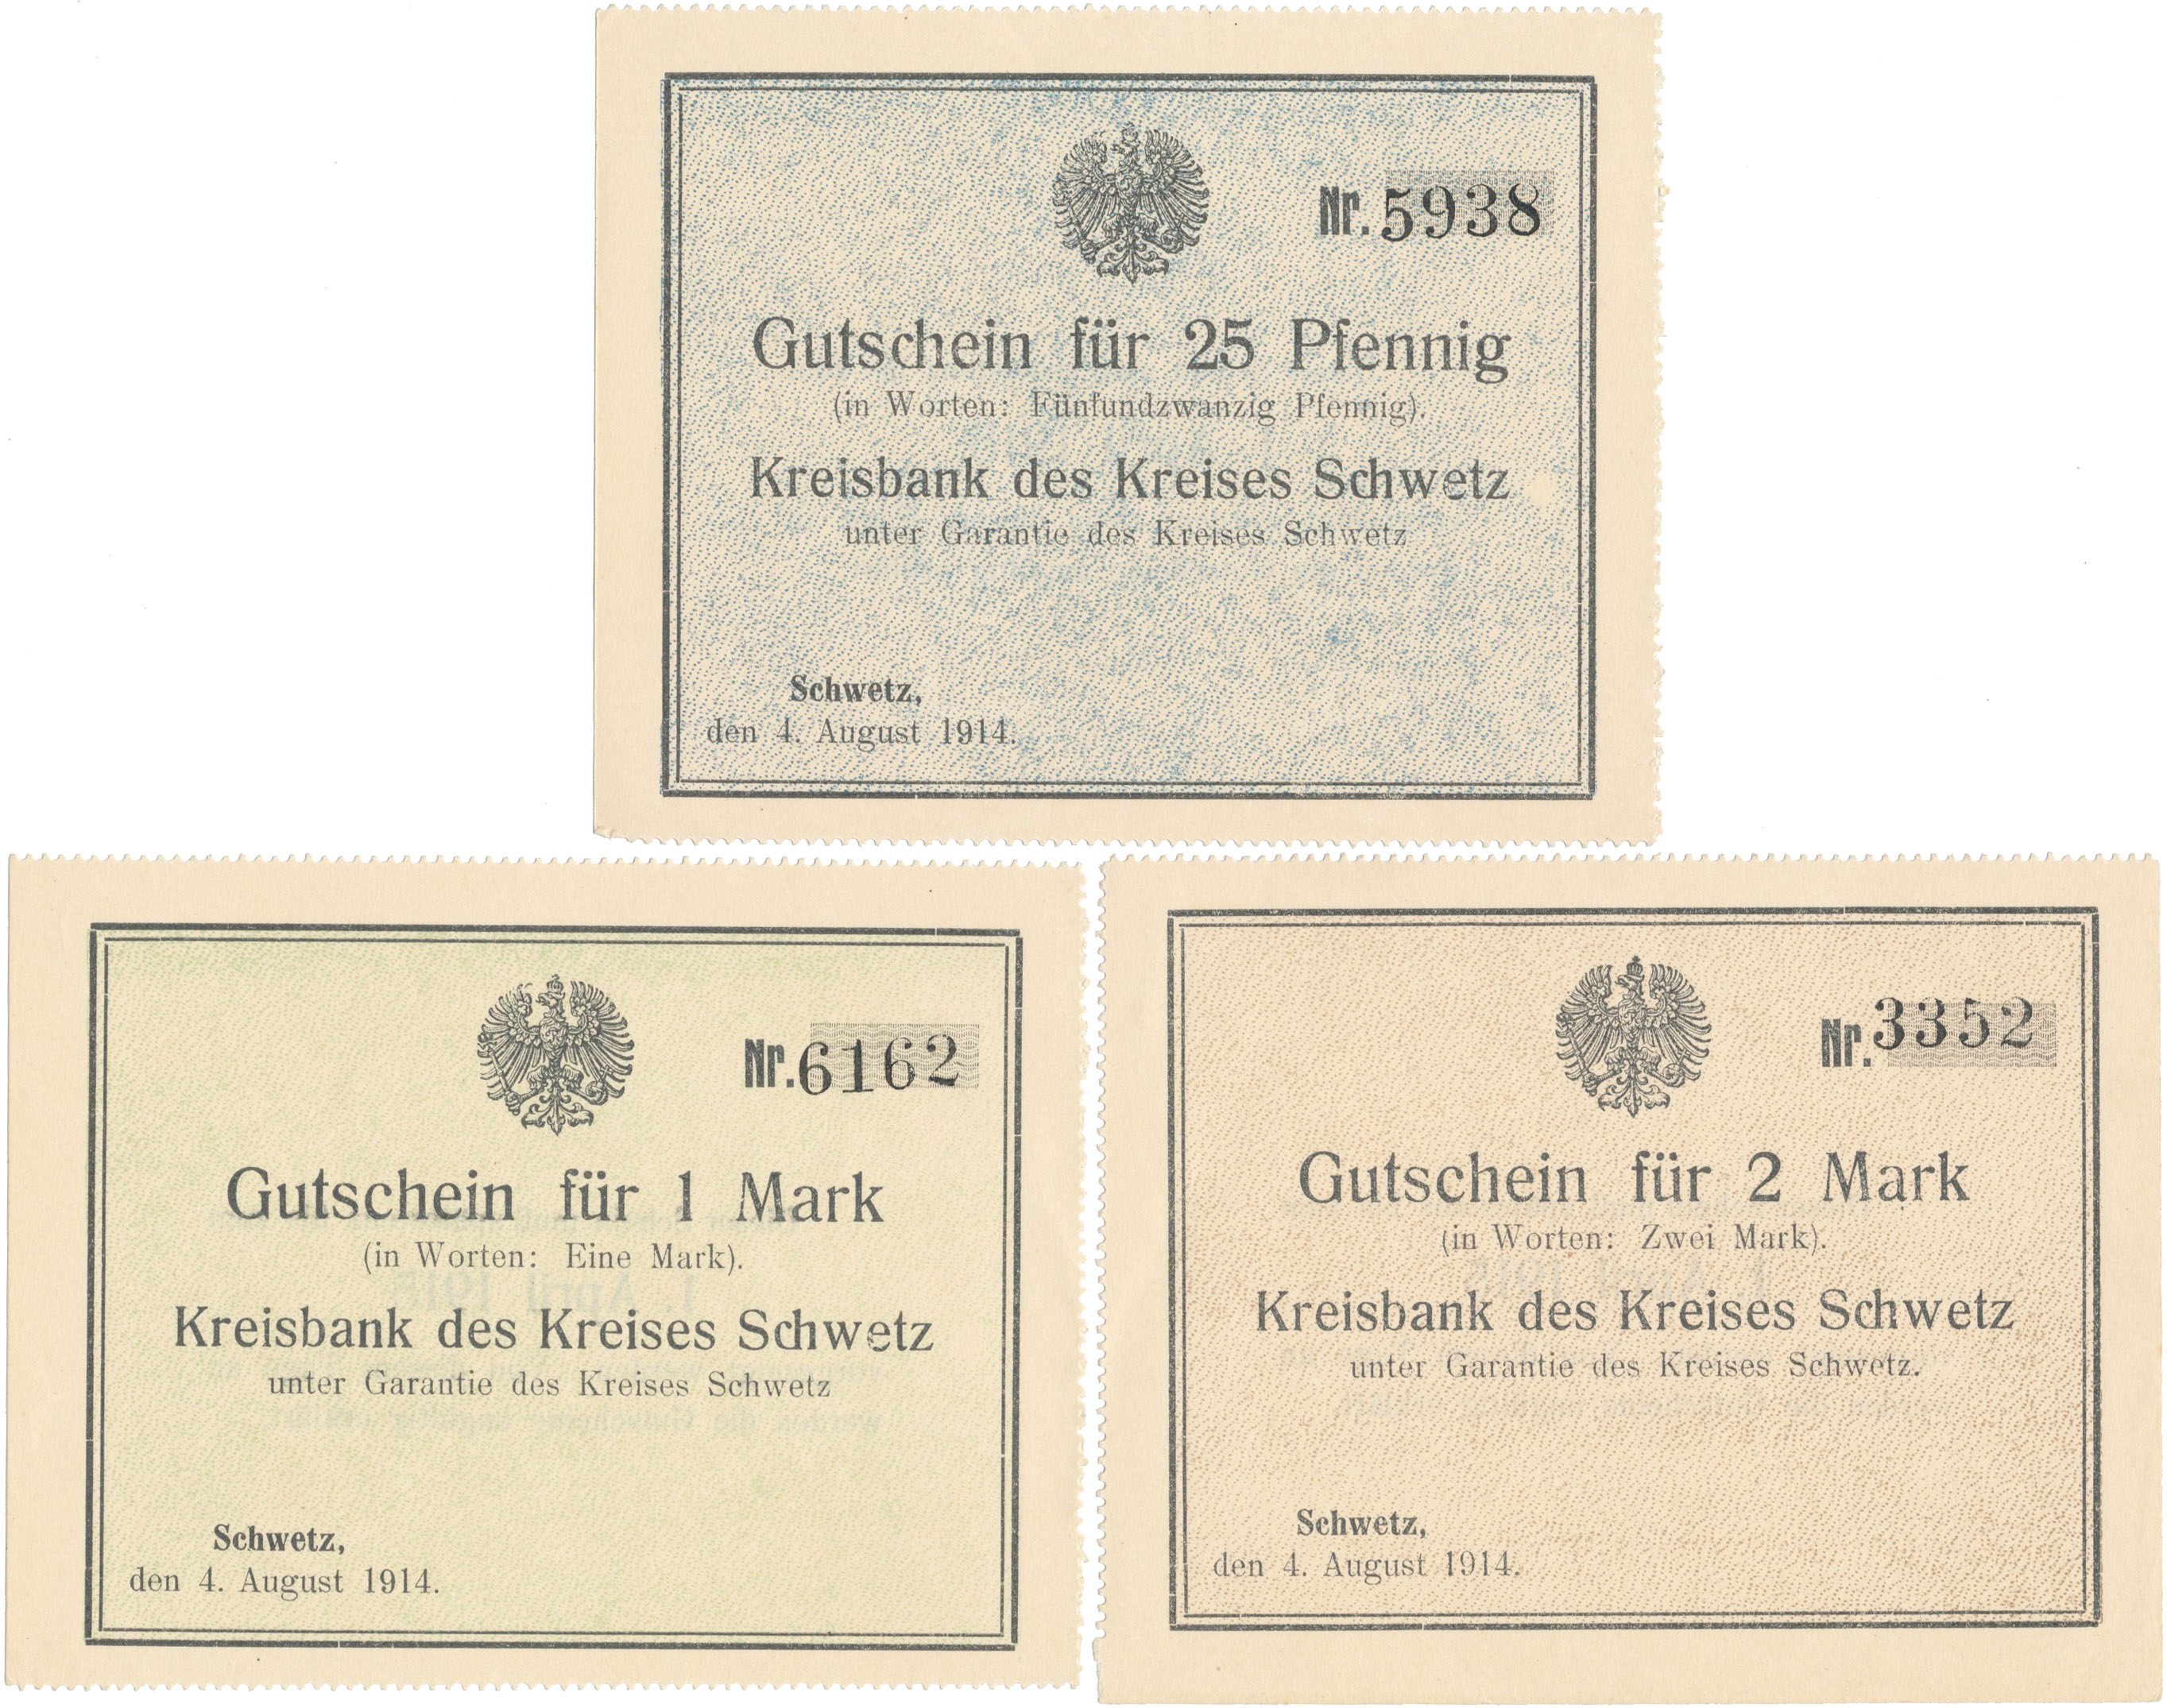 Nr. 5938
Gutschein für 25 Pfennig
(in Worten: Fünfundzwanzig Pfennig).
Kreisbank des Kreises Schwetz
unter Garantie des Kreises Schwetz
Schwetz,
den 4. August 1914.
Nr. 6162
Gutschein für 1 Mark
(in Worten: Eine Mark).
Kreisbank des Kreises Schwetz
unter Garantie des Kreises Schwetz
Schwetz,
den 4. August 1914.
Nr. 3352
Gutschein für 2 Mark
(in Worten: Zwei Mark).
Kreisbank des Kreises Schwetz
unter Garantie des Kreises Schwetz.
Schwetz,
den 4. August 1914.